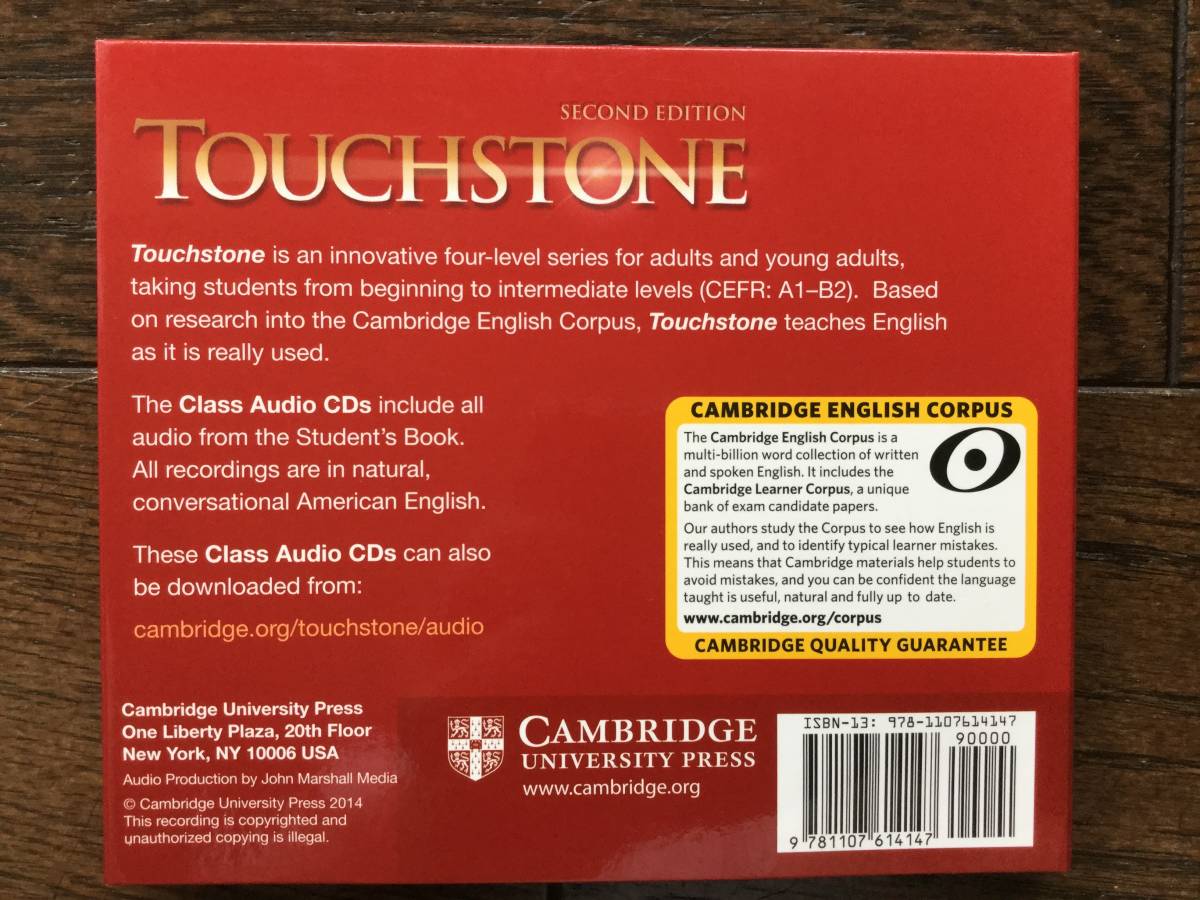 SECOND EDITION
TOUCHSTONE
Touchstone is an innovative four-level series for adults and young adults,
taking students from beginning to intermediate levels (CEFR: A1–B2). Based
on research into the Cambridge English Corpus, Touchstone teaches English
as it is really used.
The Class Audio CDs include all
audio from the Student's Book.
All recordings are in natural,
conversational American English.
These Class Audio CDs can also
be downloaded from:
cambridge.org/touchstone/audio
CAMBRIDGE ENGLISH CORPUS
The Cambridge English Corpus is a
multi-billion word collection of written
and spoken English. It includes the
Cambridge Learner Corpus, a unique
bank of exam candidate papers.
Our authors study the Corpus to see how English is
really used, and to identify typical learner mistakes.
This means that Cambridge materials help students to
avoid mistakes, and you can be confident the language
taught is useful, natural and fully up to date.
www.cambridge.org/corpus
CAMBRIDGE QUALITY GUARANTEE
Cambridge University Press
One Liberty Plaza, 20th Floor
New York, NY 10006 USA
Audio Production by John Marshall Media
© Cambridge University Press 2014
This recording is copyrighted and
unauthorized copying is illegal.
CAMBRIDGE
UNIVERSITY PRESS
www.cambridge.org
ISBN-13: 978-1107614147
90000
9 781107 614147